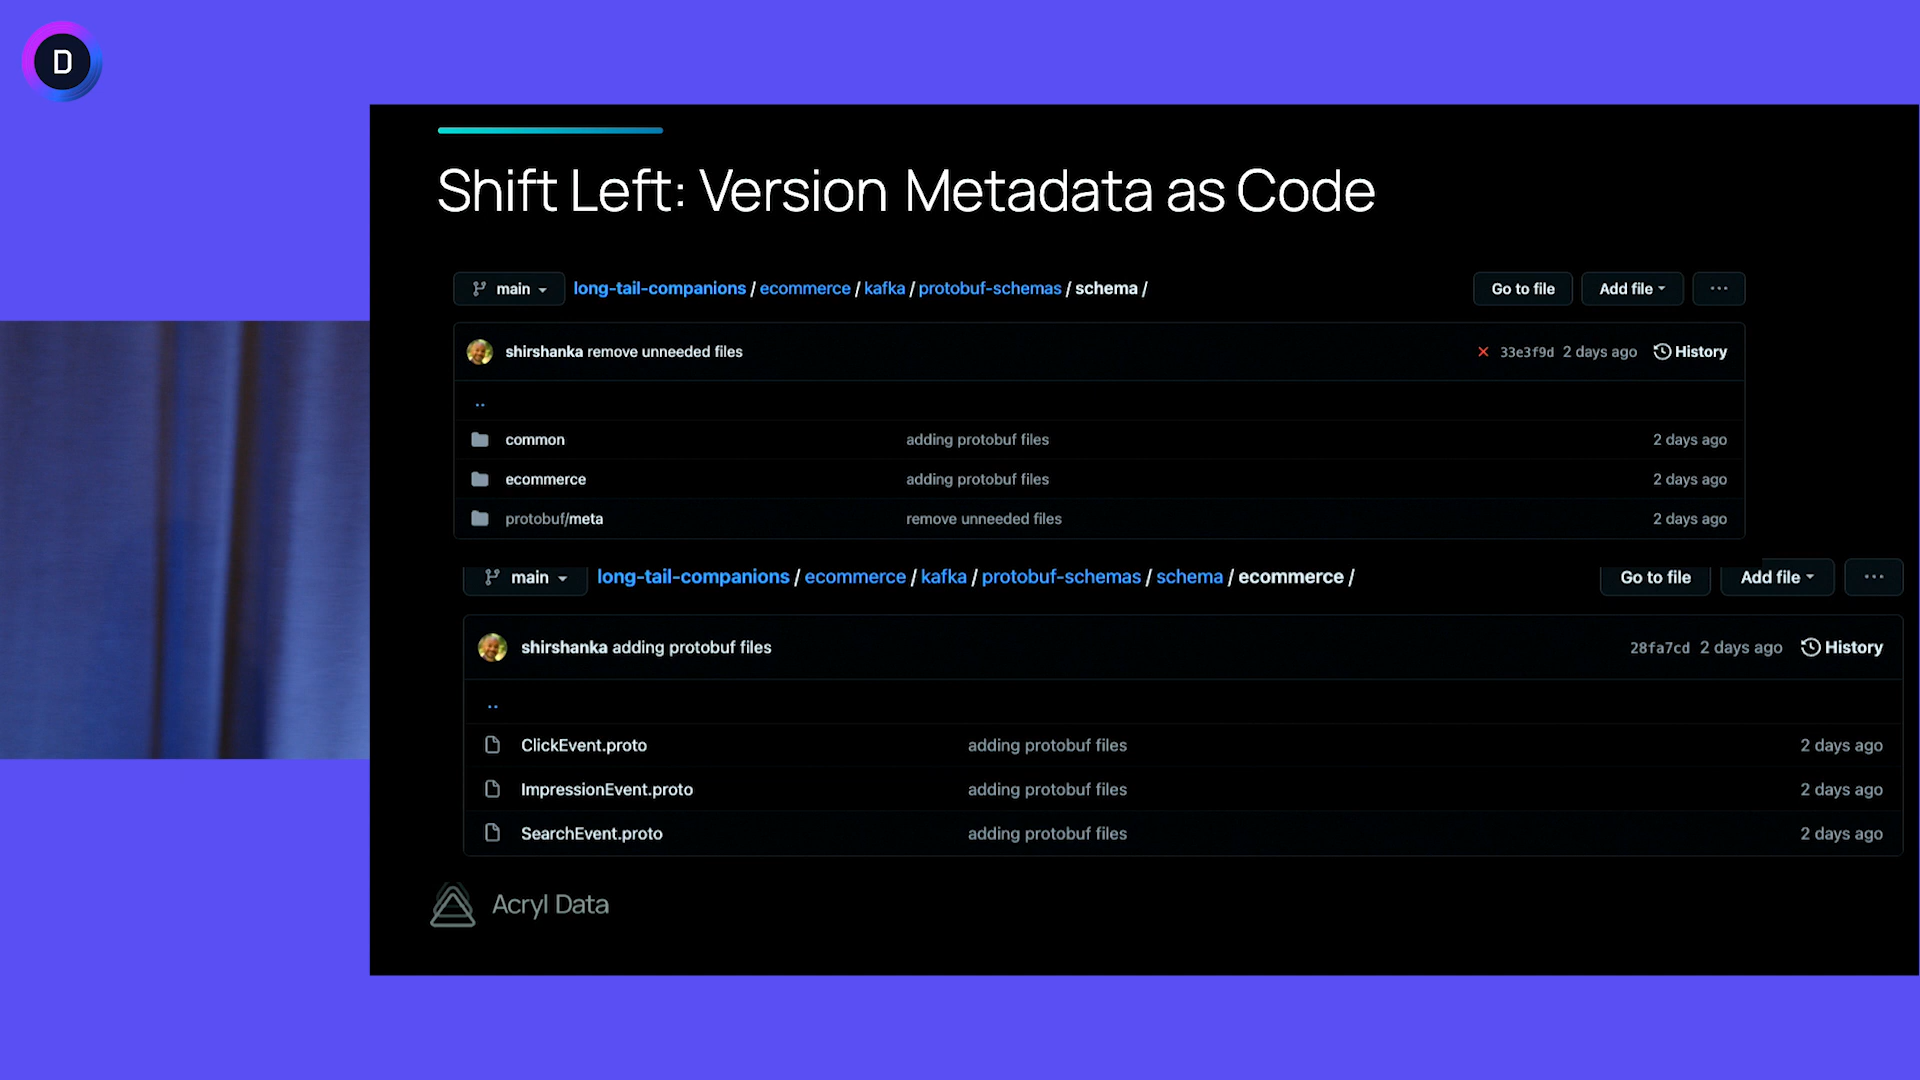 D
Shift Left: Version Metadata as Code
main long-tail-companions / ecommerce / kafka / protobuf-schemas / schema / Go to file Add file ...
shirshanka remove unneeded files 33e3f9d 2 days ago History
..
common adding protobuf files 2 days ago
ecommerce adding protobuf files 2 days ago
protobuf/meta remove unneeded files 2 days ago
main long-tail-companions / ecommerce / kafka / protobuf-schemas / schema / ecommerce / Go to file Add file ...
shirshanka adding protobuf files 28fa7cd 2 days ago History
..
ClickEvent.proto adding protobuf files 2 days ago
ImpressionEvent.proto adding protobuf files 2 days ago
SearchEvent.proto adding protobuf files 2 days ago
Acryl Data